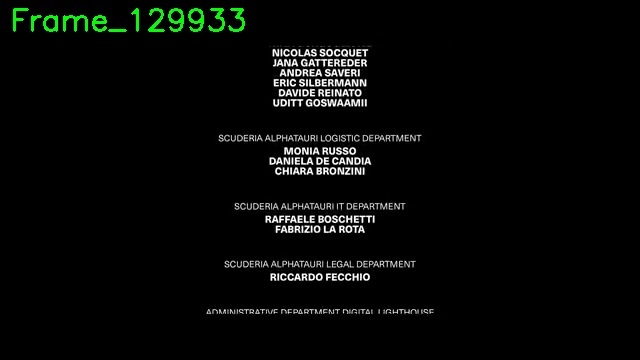 Frame_129933
NICOLAS SOCQUET
JANA GATTEREDER
ANDREA SAVERI
ERIC SILBERMANN
DAVIDE REINATO
UDITT GOSWAAMII
SCUDERIA ALPHATAURI LOGISTIC DEPARTMENT
MONIA RUSSO
DANIELA DE CANDIA
CHIARA BRONZINI
SCUDERIA ALPHATAURI IT DEPARTMENT
RAFFAELE BOSCHETTI
FABRIZIO LA ROTA
SCUDERIA ALPHATAURI LEGAL DEPARTMENT
RICCARDO FECCHIO
ADMINISTRATIVE DEPARTMENT DIGITAL LIGHTHOUSE